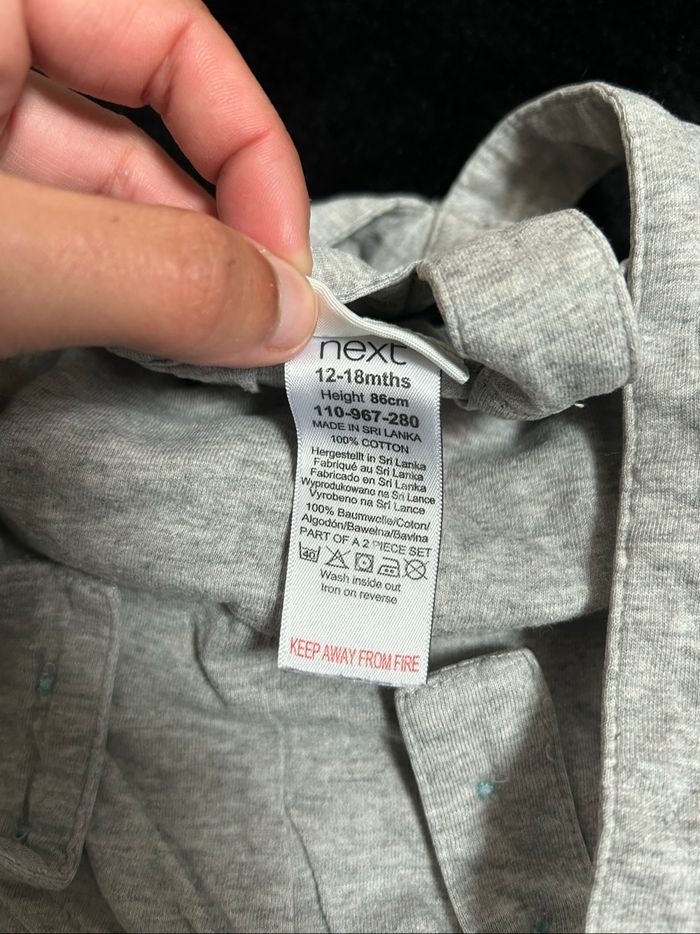 next
12-18mths
Height 86cm
110-967-280
MADE IN SRI LANKA
100% COTTON
Hergestellt in Sri Lanka
Fabriqué au Sri Lanka
Fabricado en Sri Lanka
Wyprodukowano na Sri Lance
Vyrobeno na Sri Lance
100% Baumwolle/Coton/
Algodón/Bawełna/Bavlna
PART OF A 2 PIECE SET
40
Wash inside out
Iron on reverse
KEEP AWAY FROM FIRE